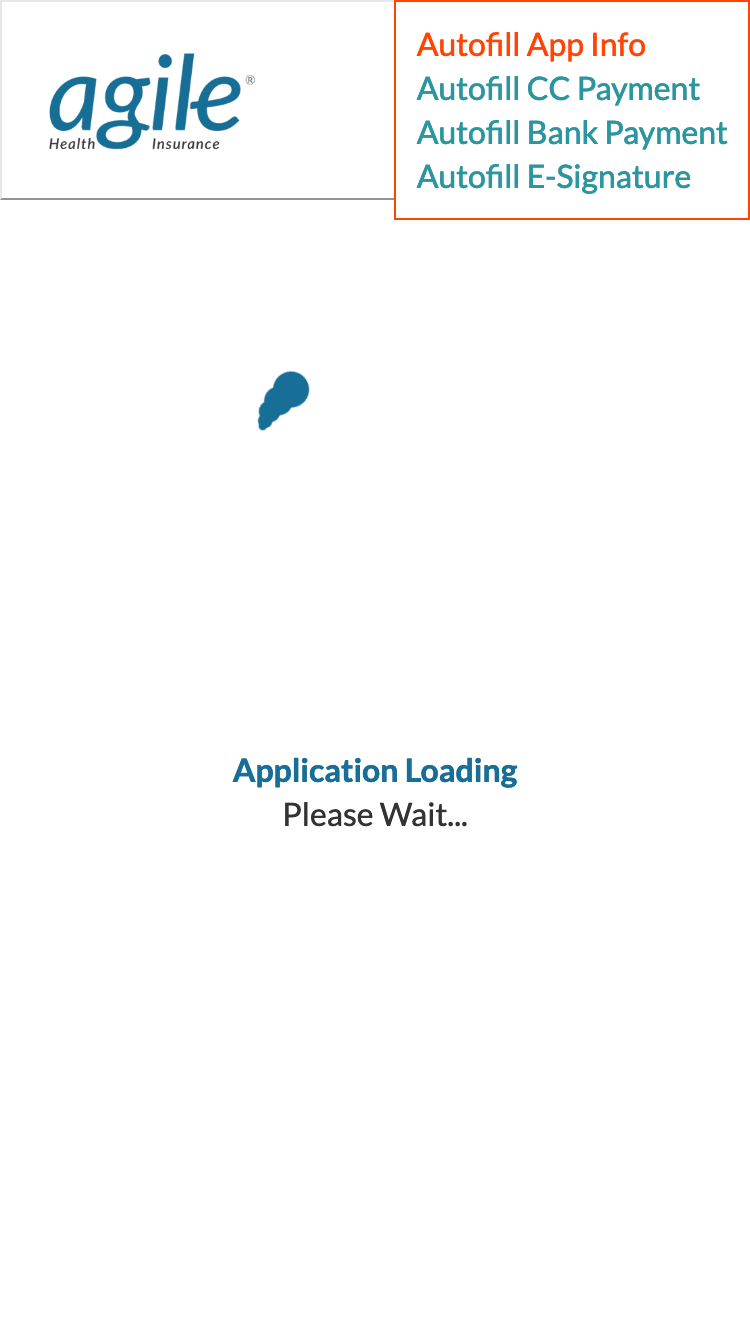 agile®
Health Insurance
Autofill App Info
Autofill CC Payment
Autofill Bank Payment
Autofill E-Signature
Application Loading
Please Wait...